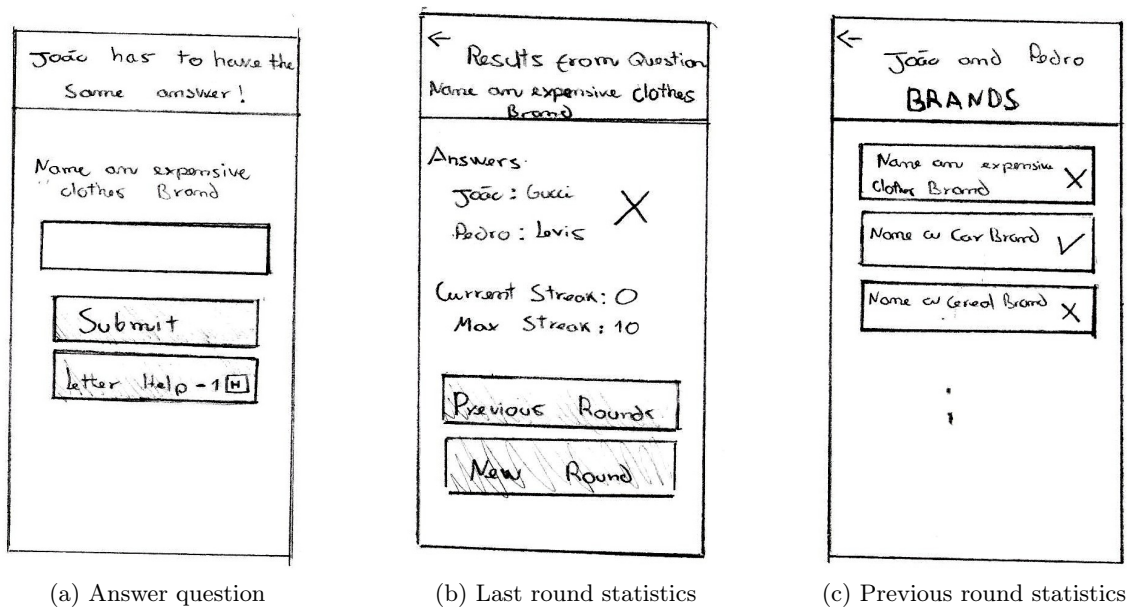 João has to have the
same answer!
Name an expensive
clothes Brand
Submit
Letter Help -1 H
(a) Answer question
←
Results from Question
Name an expensive clothes
Brand
Answers:
João: Gucci
X
Pedro: Levis
Current Streak: 0
Max Streak: 10
Previous Rounds
New Round
(b) Last round statistics
←
João and Pedro
BRANDS
Name an expensive
clothes Brand X
Name a Car Brand ✓
Name a Cereal Brand X
(c) Previous round statistics